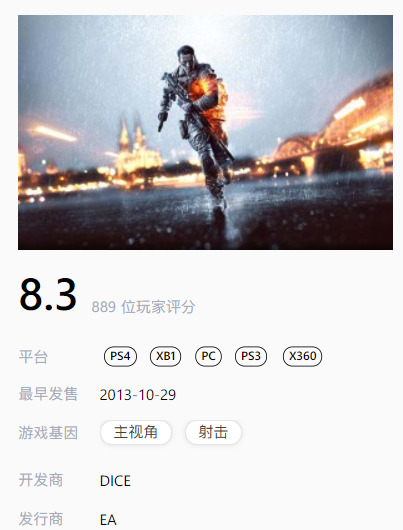 8.3 889 位玩家评分
平台 PS4 XB1 PC PS3 X360
最早发售 2013-10-29
游戏基因 主视角 射击
开发商 DICE
发行商 EA